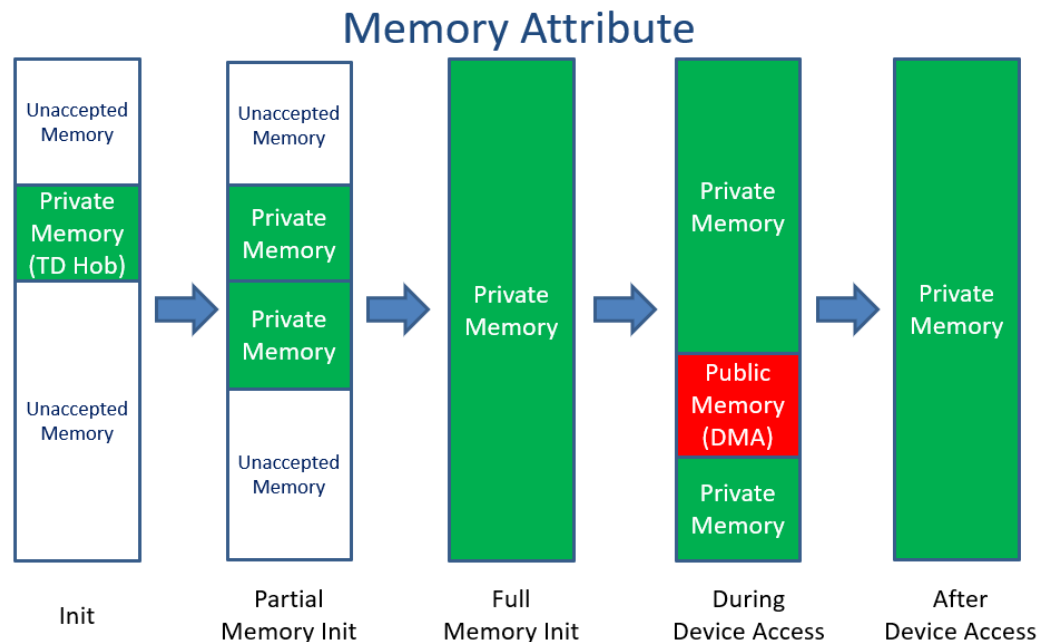 Memory Attribute
Unaccepted
Memory
Private
Memory
(TD Hob)
Unaccepted
Memory
Init
Unaccepted
Memory
Private
Memory
Private
Memory
Unaccepted
Memory
Partial
Memory Init
Private
Memory
Full
Memory Init
Private
Memory
Public
Memory
(DMA)
Private
Memory
During
Device Access
Private
Memory
After
Device Access